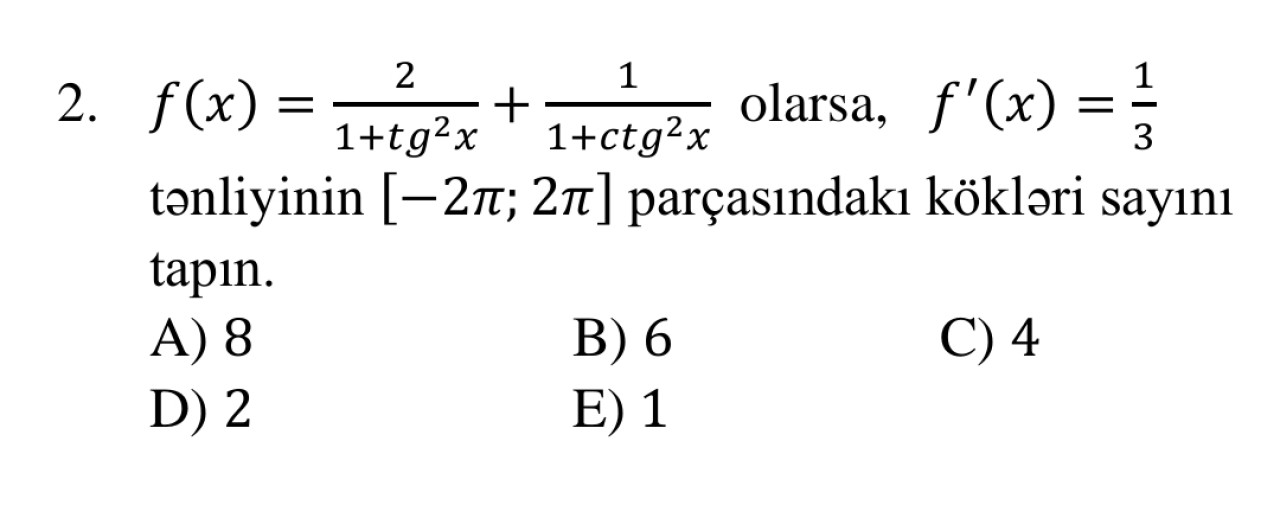 2. f(x) = 2/(1+tg²x) + 1/(1+ctg²x) olarsa, f′(x) = 1/3
tənliyinin [−2π; 2π] parçasındakı kökləri sayını
tapın.
A) 8 B) 6 C) 4
D) 2 E) 1